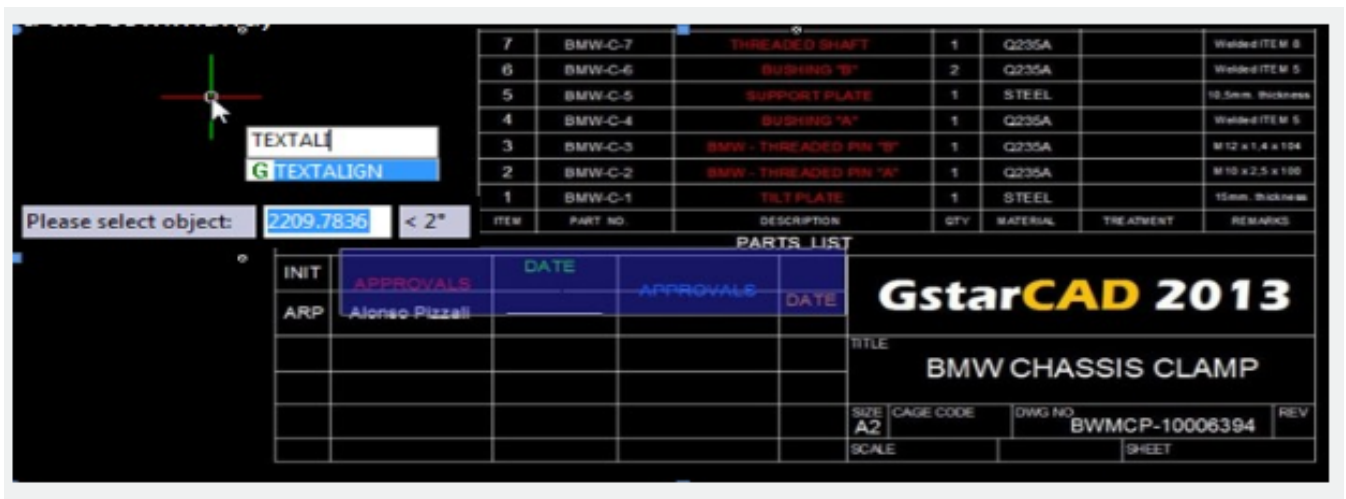 7 BMW-C-7 THREADED SHAFT 1 Q235A Welded ITEM 8
6 BMW-C-6 BUSHING "B" 2 Q235A Welded ITEM 5
5 BMW-C-5 SUPPORT PLATE 1 STEEL 10,5mm. thickness
4 BMW-C-4 BUSHING "A" 1 Q235A Welded ITEM 5
3 BMW-C-3 BMW - THREADED PIN "B" 1 Q235A M12 x 1,4 x 104
2 BMW-C-2 BMW - THREADED PIN "A" 1 Q235A M10 x 2,5 x 100
1 BMW-C-1 TILT PLATE 1 STEEL 15mm. thickness
ITEM PART NO. DESCRIPTION QTY MATERIAL TREATMENT REMARKS
PARTS LIST
TEXTALI
G TEXTALIGN
Please select object: 2209.7836 < 2°
INIT APPROVALS DATE APPROVALS DATE
ARP Alonso Pizzali
GstarCAD 2013
TITLE
BMW CHASSIS CLAMP
SIZE CAGE CODE DWG NO. REV
A2 BWMCP-10006394
SCALE SHEET